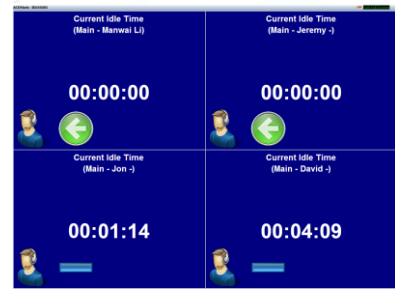 Current Idle Time
(Main - Manwai Li)
00:00:00
Current Idle Time
(Main - Jeremy -)
00:00:00
Current Idle Time
(Main - Jon -)
00:01:14
Current Idle Time
(Main - David -)
00:04:09